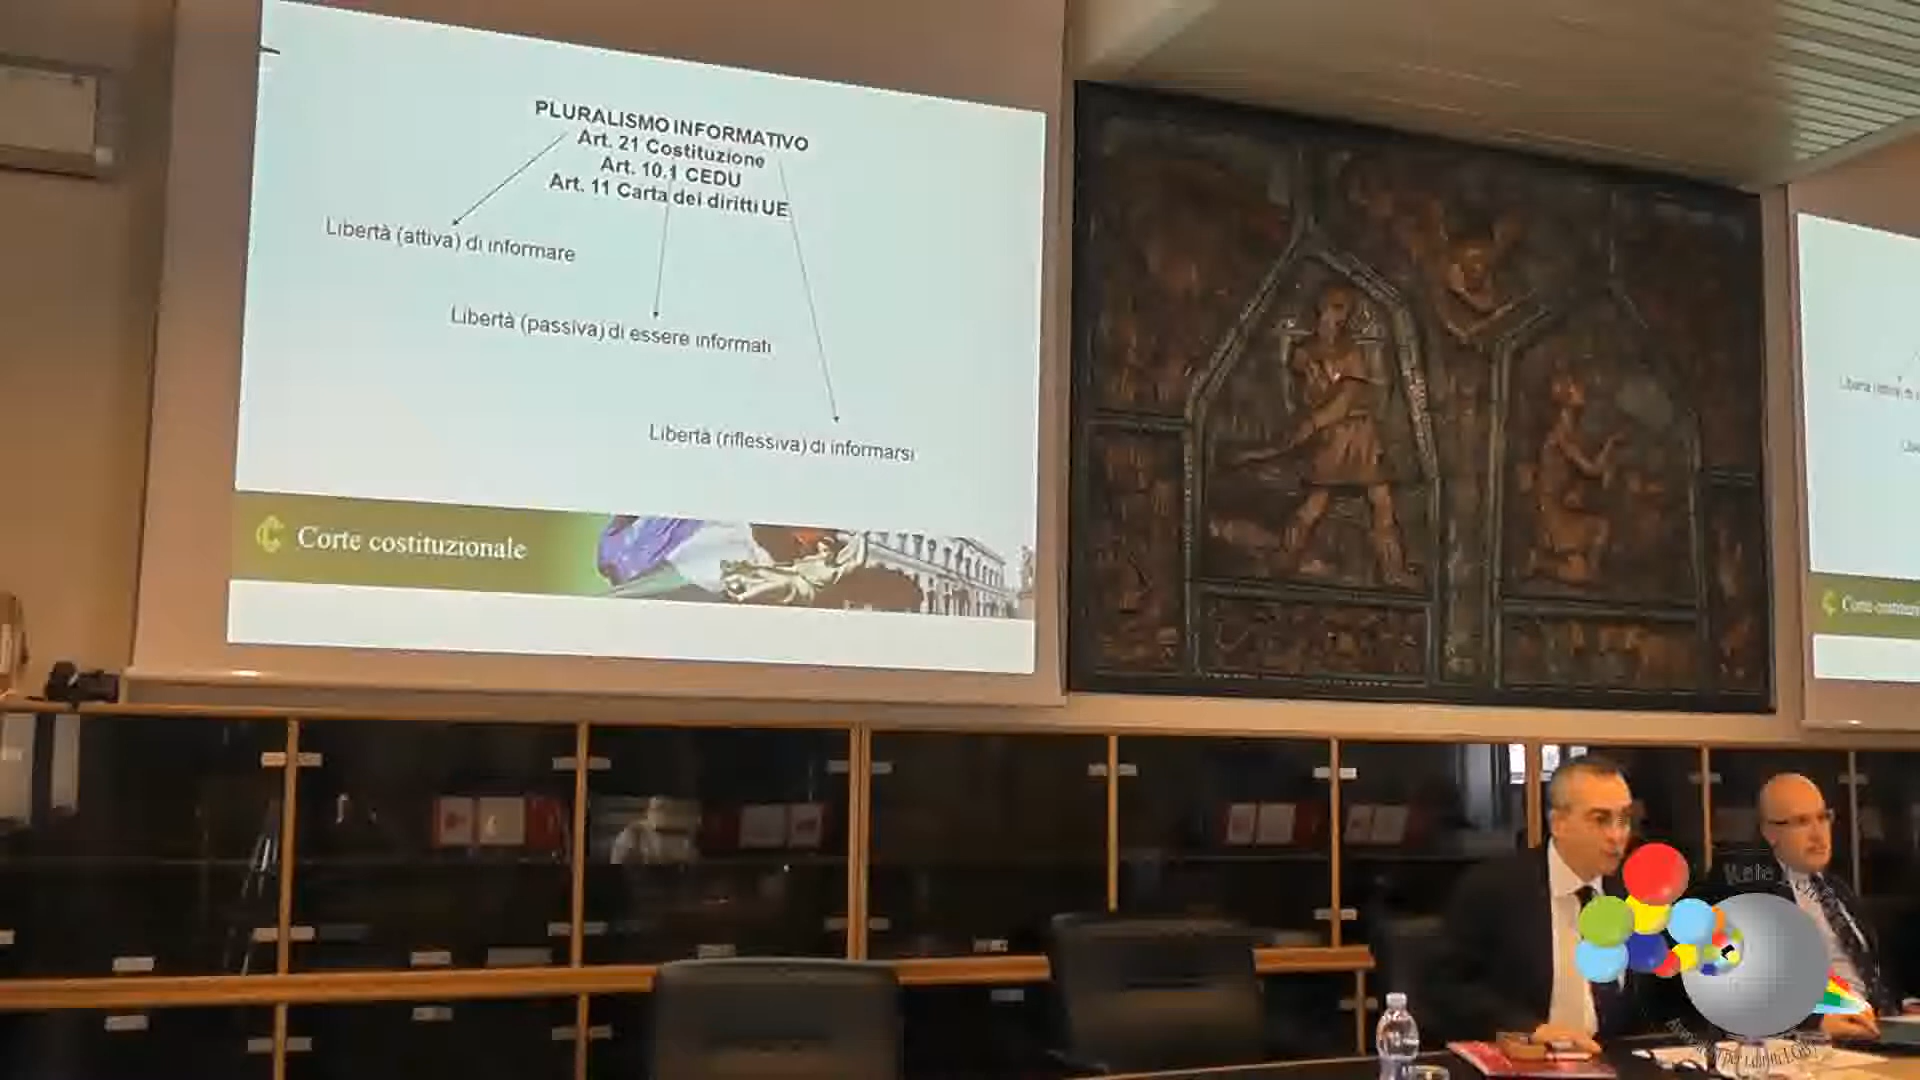 PLURALISMO INFORMATIVO
Art. 21 Costituzione
Art. 10.1 CEDU
Art. 11 Carta dei diritti UE
Libertà (attiva) di informare
Libertà (passiva) di essere informati
Libertà (riflessiva) di informarsi
Corte costituzionale